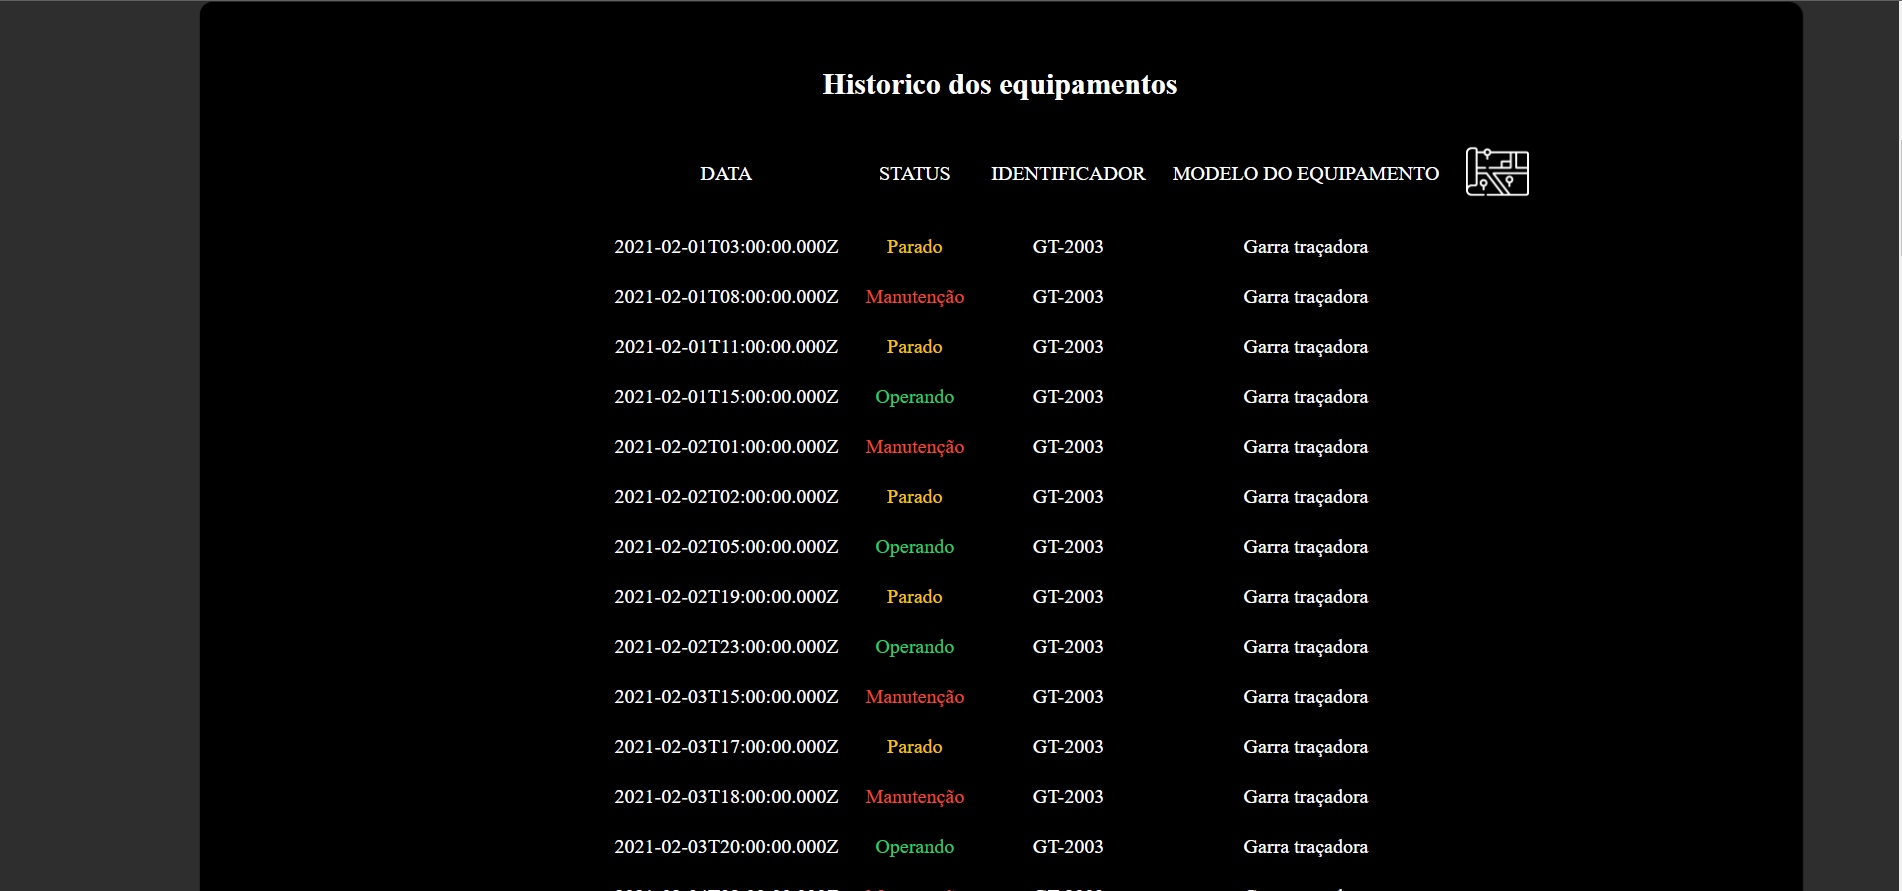 Historico dos equipamentos
DATA STATUS IDENTIFICADOR MODELO DO EQUIPAMENTO
2021-02-01T03:00:00.000Z Parado GT-2003 Garra traçadora
2021-02-01T08:00:00.000Z Manutenção GT-2003 Garra traçadora
2021-02-01T11:00:00.000Z Parado GT-2003 Garra traçadora
2021-02-01T15:00:00.000Z Operando GT-2003 Garra traçadora
2021-02-02T01:00:00.000Z Manutenção GT-2003 Garra traçadora
2021-02-02T02:00:00.000Z Parado GT-2003 Garra traçadora
2021-02-02T05:00:00.000Z Operando GT-2003 Garra traçadora
2021-02-02T19:00:00.000Z Parado GT-2003 Garra traçadora
2021-02-02T23:00:00.000Z Operando GT-2003 Garra traçadora
2021-02-03T15:00:00.000Z Manutenção GT-2003 Garra traçadora
2021-02-03T17:00:00.000Z Parado GT-2003 Garra traçadora
2021-02-03T18:00:00.000Z Manutenção GT-2003 Garra traçadora
2021-02-03T20:00:00.000Z Operando GT-2003 Garra traçadora